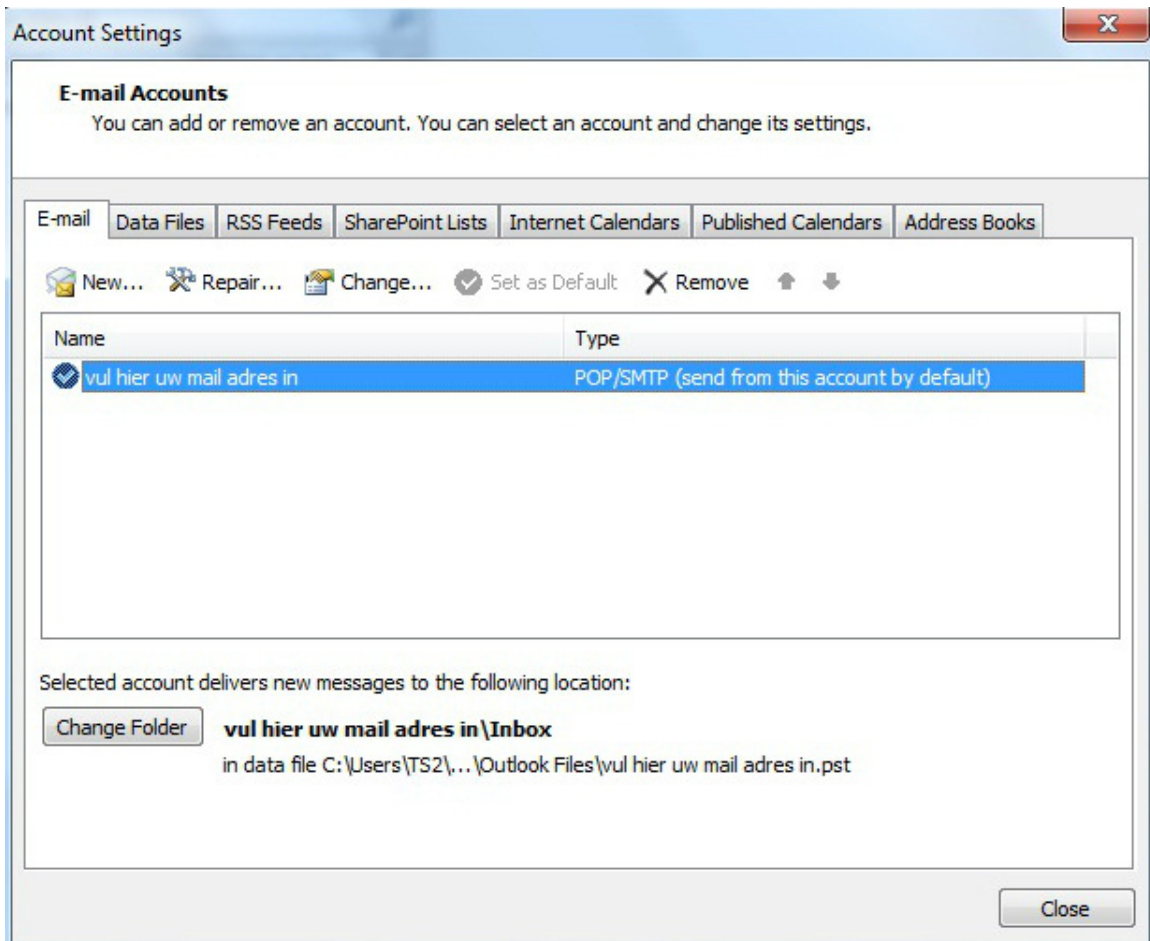 Account Settings
E-mail Accounts
You can add or remove an account. You can select an account and change its settings.
E-mail Data Files RSS Feeds SharePoint Lists Internet Calendars Published Calendars Address Books
New... Repair... Change... Set as Default Remove
Name Type
vul hier uw mail adres in POP/SMTP (send from this account by default)
Selected account delivers new messages to the following location:
Change Folder vul hier uw mail adres in\Inbox
in data file C:\Users\TS2\...\Outlook Files\vul hier uw mail adres in.pst
Close